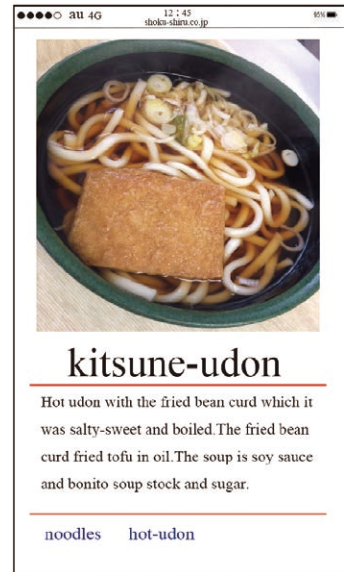 ●●●●○ au 4G
12:45
95%
shoku-shiru.co.jp
kitsune-udon
Hot udon with the fried bean curd which it
was salty-sweet and boiled.The fried bean
curd fried tofu in oil.The soup is soy sauce
and bonito soup stock and sugar.
noodles hot-udon